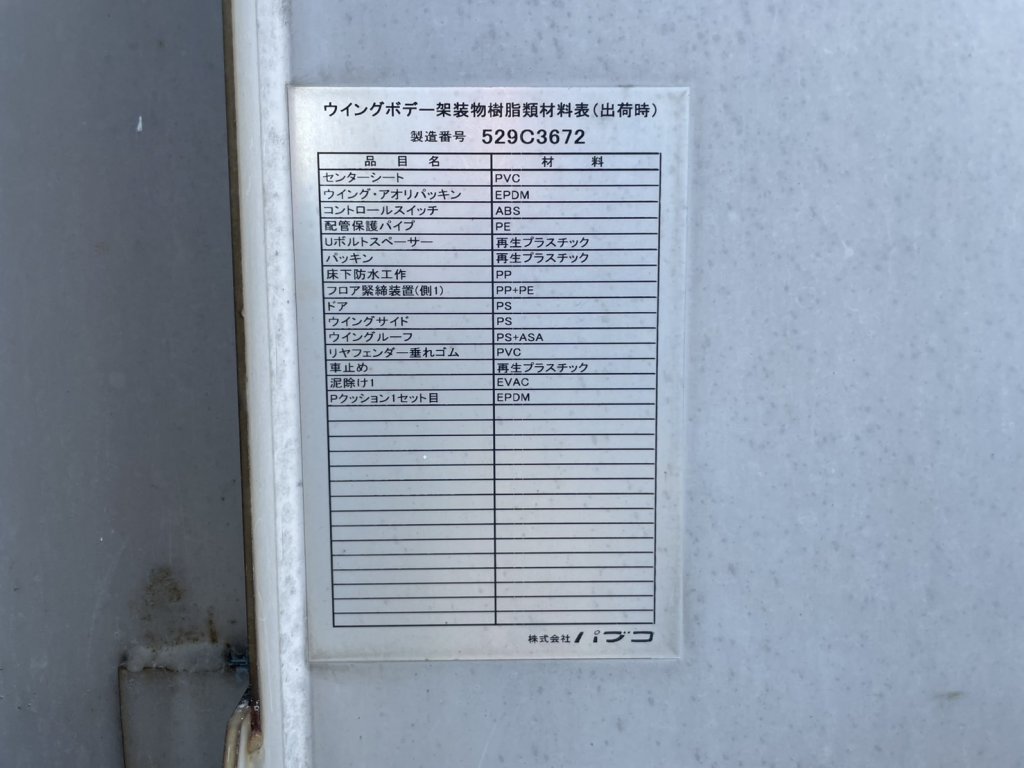 ウイングボデー架装物樹脂類材料表(出荷時)
製造番号 529C3672
品目名 材料
センターシート PVC
ウイング・アオリパッキン EPDM
コントロールスイッチ ABS
配管保護パイプ PE
Uボルトスペーサー 再生プラスチック
パッキン 再生プラスチック
床下防水工作 PP
フロア緊締装置(側1) PP+PE
ドア PS
ウイングサイド PS
ウイングルーフ PS+ASA
リヤフェンダー垂れゴム PVC
車止め 再生プラスチック
泥除け1 EVAC
Pクッション1セット目 EPDM
株式会社 パブコ